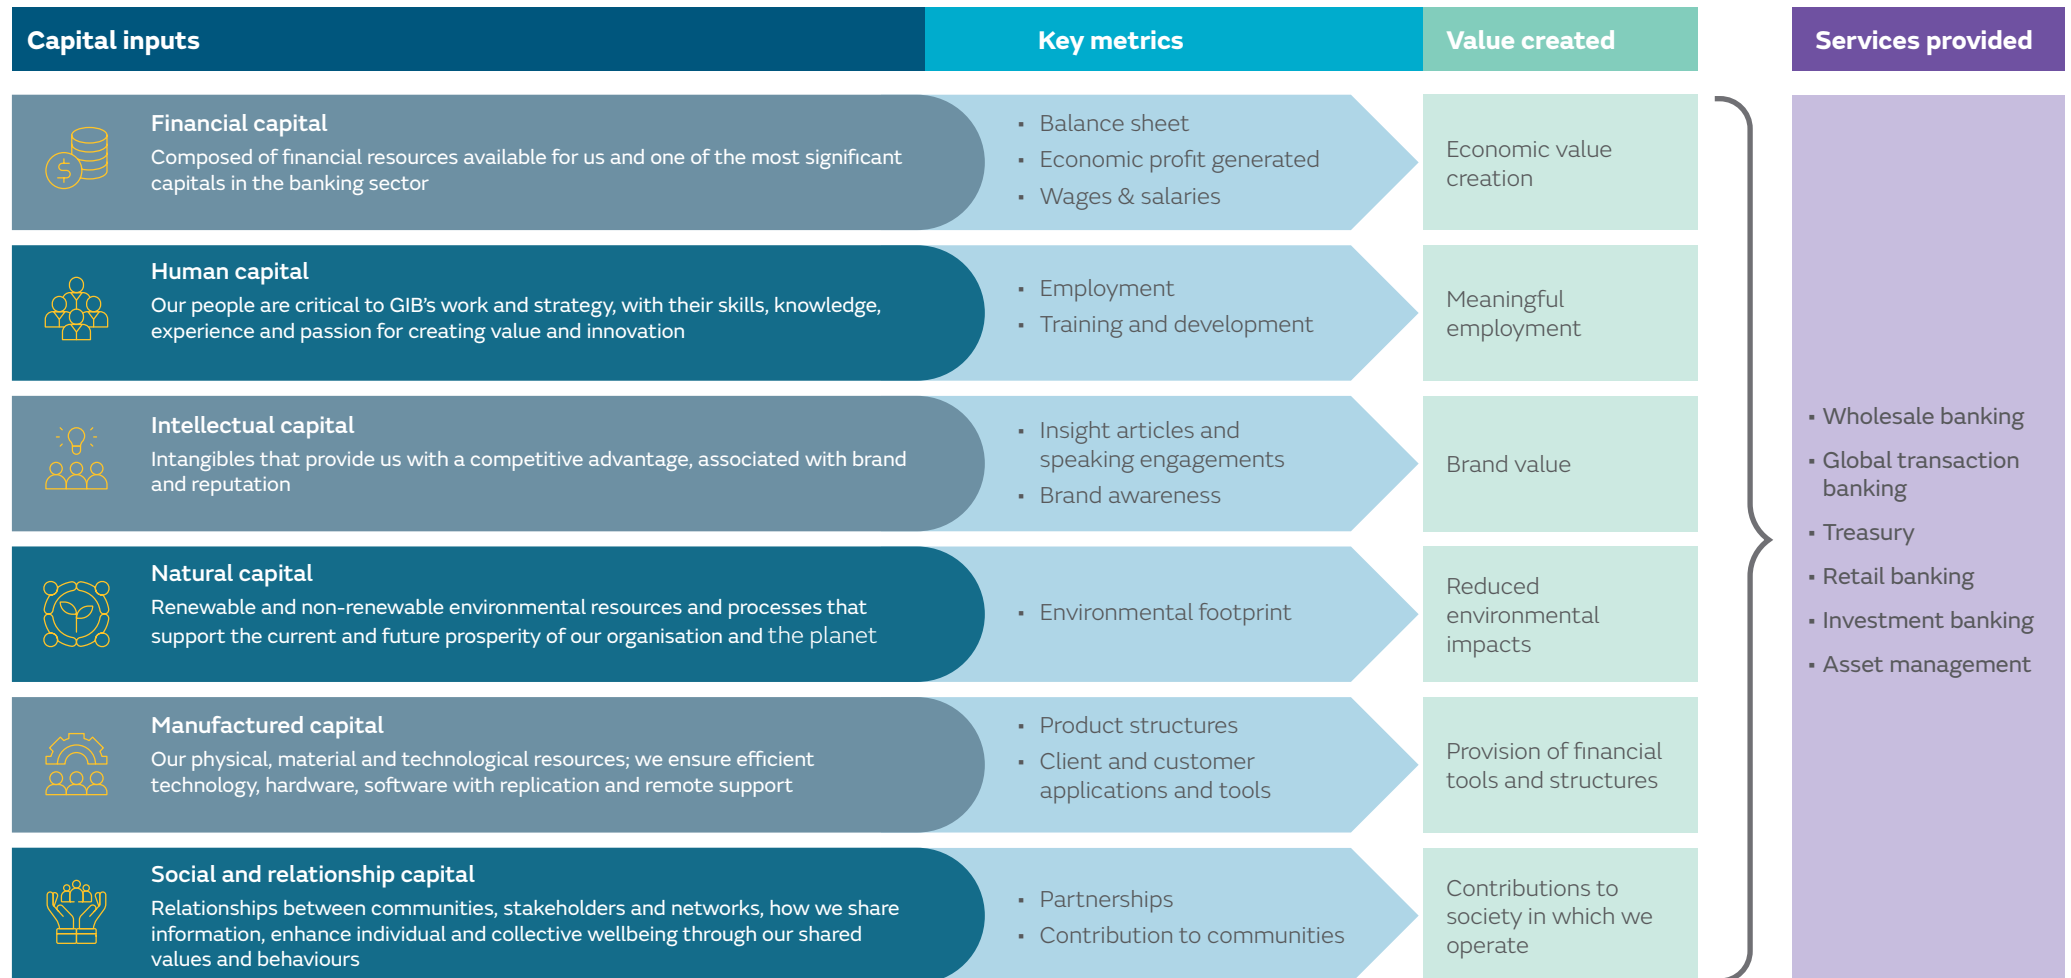 Capital inputs
Key metrics
Value created
Services provided
Financial capital
Composed of financial resources available for us and one of the most significant
capitals in the banking sector
▪ Balance sheet
▪ Economic profit generated
▪ Wages & salaries
Economic value
creation
Human capital
Our people are critical to GIB's work and strategy, with their skills, knowledge,
experience and passion for creating value and innovation
▪ Employment
▪ Training and development
Meaningful
employment
Intellectual capital
Intangibles that provide us with a competitive advantage, associated with brand
and reputation
▪ Insight articles and
speaking engagements
▪ Brand awareness
Brand value
Natural capital
Renewable and non-renewable environmental resources and processes that
support the current and future prosperity of our organisation and the planet
▪ Environmental footprint
Reduced
environmental
impacts
Manufactured capital
Our physical, material and technological resources; we ensure efficient
technology, hardware, software with replication and remote support
▪ Product structures
▪ Client and customer
applications and tools
Provision of financial
tools and structures
Social and relationship capital
Relationships between communities, stakeholders and networks, how we share
information, enhance individual and collective wellbeing through our shared
values and behaviours
▪ Partnerships
▪ Contribution to communities
Contributions to
society in which we
operate
▪ Wholesale banking
▪ Global transaction
banking
▪ Treasury
▪ Retail banking
▪ Investment banking
▪ Asset management